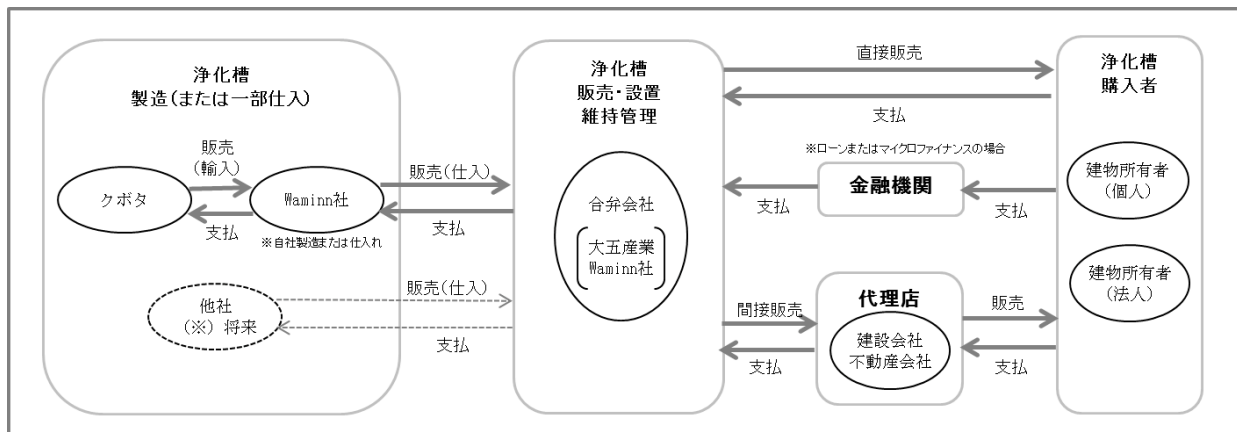 浄化槽
製造(または一部仕入)
販売
(輸入)
クボタ
Waminn社
支払
※自社製造または仕入れ
他社
(※) 将来
販売(仕入)
支払
販売(仕入)
支払
浄化槽
販売・設置
維持管理
合弁会社
大五産業
Waminn社
直接販売
支払
※ローンまたはマイクロファイナンスの場合
金融機関
支払
支払
間接販売
支払
代理店
建設会社
不動産会社
販売
支払
浄化槽
購入者
建物所有者
(個人)
建物所有者
(法人)